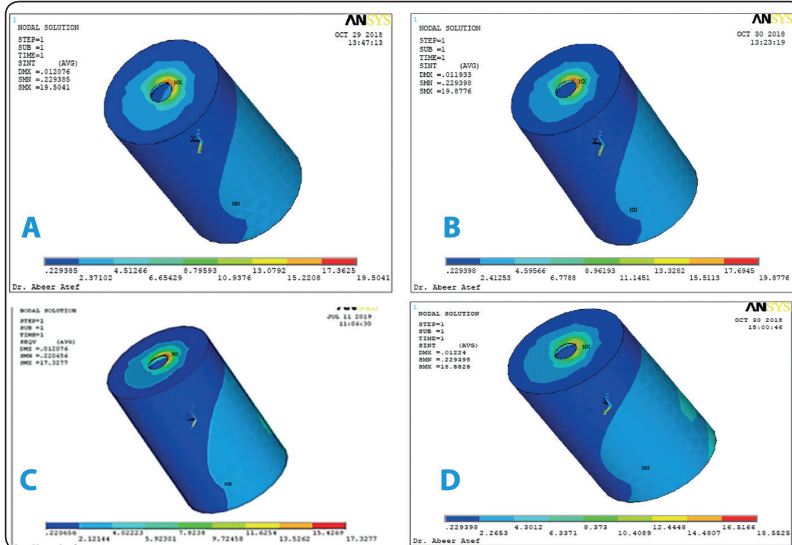 1
ANSYS
NODAL SOLUTION
OCT 29 2018
13:47:13
STEP=1
SUB =1
TIME=1
SINT (AVG)
DMX =.012076
SMN =.229385
SMX =19.5041
MX
MN
A
.229385 4.51266 8.79593 13.0792 17.3625
2.37102 6.65429 10.9376 15.2208 19.5041
Dr. Abeer Atef
1
ANSYS
NODAL SOLUTION
OCT 30 2018
13:23:19
STEP=1
SUB =1
TIME=1
SINT (AVG)
DMX =.011933
SMN =.229398
SMX =19.8776
MX
MN
B
.229398 4.59566 8.96193 13.3282 17.6945
2.41253 6.7788 11.1451 15.5113 19.8776
Dr. Abeer Atef
NODAL SOLUTION
JUL 11 2019
11:06:30
STEP=1
SUB =1
TIME=1
SEQV (AVG)
DMX =.012076
SMN =.220656
SMX =17.3277
MX
MN
C
.220656 4.02223 7.8238 11.6254 15.4269
2.12144 5.92301 9.72458 13.5262 17.3277
1
ANSYS
NODAL SOLUTION
OCT 30 2018
15:00:46
STEP=1
SUB =1
TIME=1
SINT (AVG)
DMX =.01224
SMN =.229398
SMX =18.5525
MX
MN
D
.229398 4.3012 8.373 12.4448 16.5166
2.2653 6.3371 10.4089 14.4807 18.5525
Dr. Abeer Atef